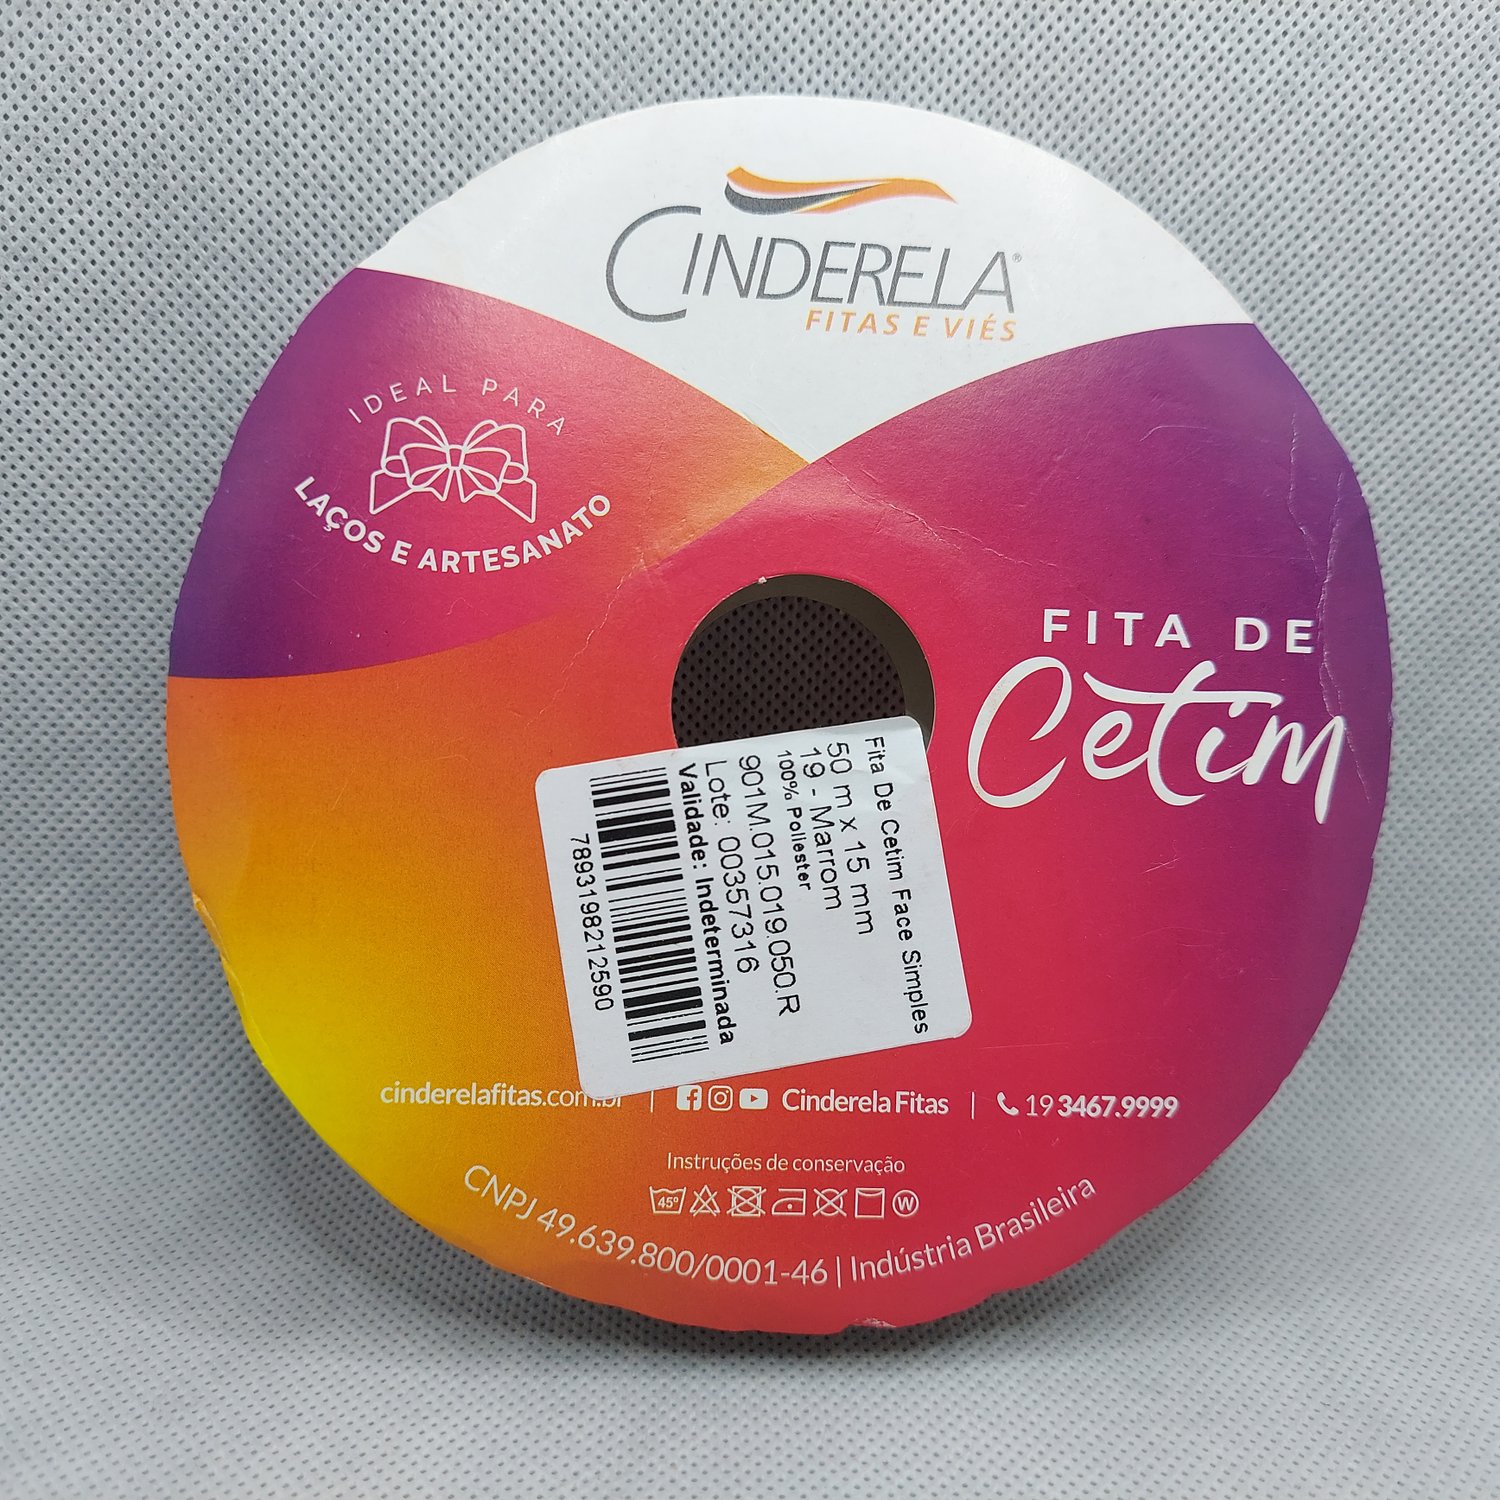 CINDERELA®
FITAS E VIÉS
IDEAL PARA
LAÇOS E ARTESANATO
FITA DE
Cetim
Fita De Cetim Face Simples
50 m x 15 mm
19 - Marrom
100% Poliester
901M.015.019.050.R
Lote: 00357316
Validade: Indeterminada
7893198212590
cinderelafitas.com.br | Cinderela Fitas | 19 3467.9999
Instruções de conservação
45º W
CNPJ 49.639.800/0001-46 | Indústria Brasileira